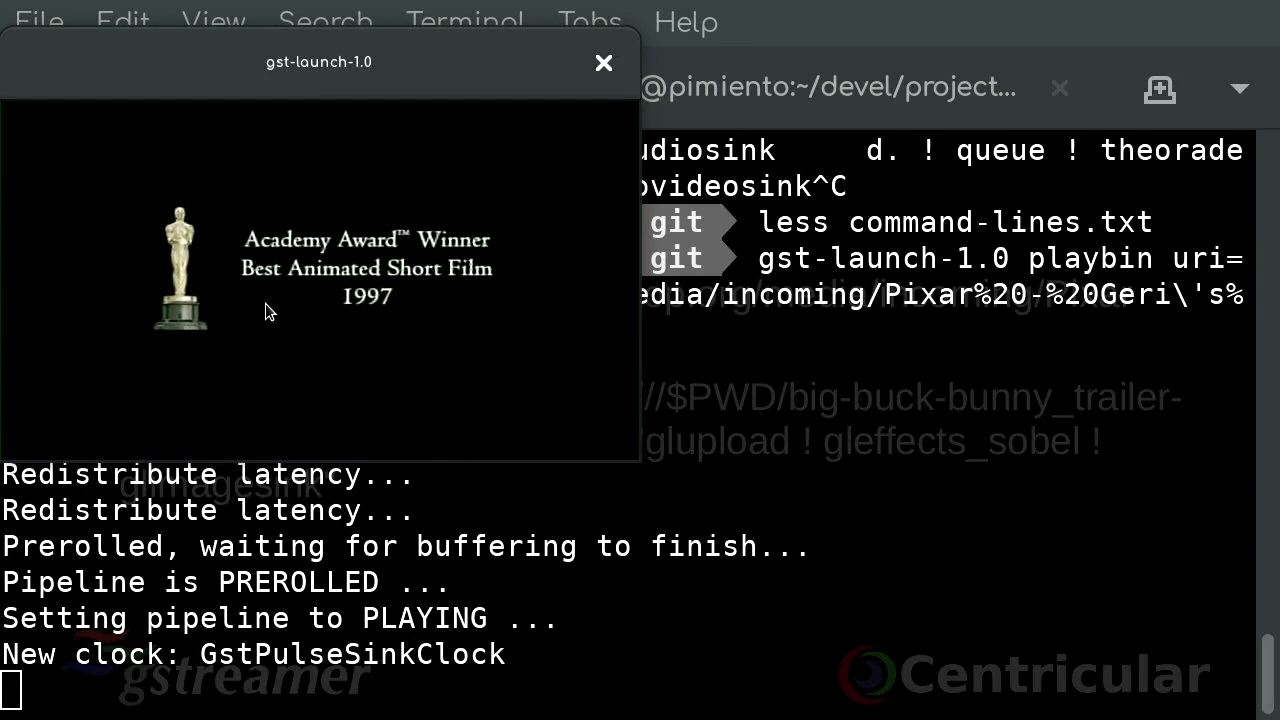 File Edit View Search Terminal Tabs Help
gst-launch-1.0
@pimiento:~/devel/project...
Academy Award™ Winner
Best Animated Short Film
1997
udiosink d. ! queue ! theorade
ovideosink^C
git less command-lines.txt
git gst-launch-1.0 playbin uri=
edia/incoming/Pixar%20-%20Geri\'s%
//$PWD/big-buck-bunny_trailer-
glupload ! gleffects_sobel !
glimagesink
Redistribute latency...
Redistribute latency...
Prerolled, waiting for buffering to finish...
Pipeline is PREROLLED ...
Setting pipeline to PLAYING ...
New clock: GstPulseSinkClock
gstreamer
Centricular